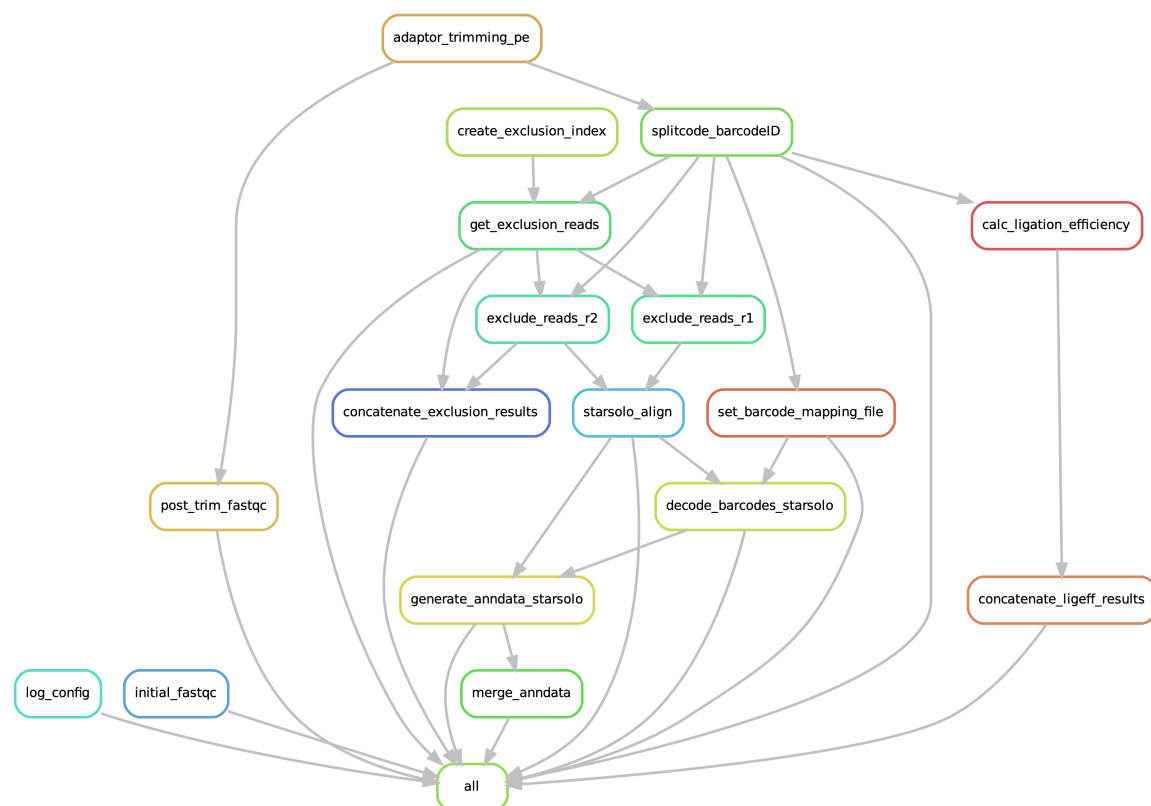 adaptor_trimming_pe
create_exclusion_index
splitcode_barcodeID
get_exclusion_reads
calc_ligation_efficiency
exclude_reads_r2
exclude_reads_r1
concatenate_exclusion_results
starsolo_align
set_barcode_mapping_file
post_trim_fastqc
decode_barcodes_starsolo
generate_anndata_starsolo
concatenate_ligeff_results
log_config
initial_fastqc
merge_anndata
all